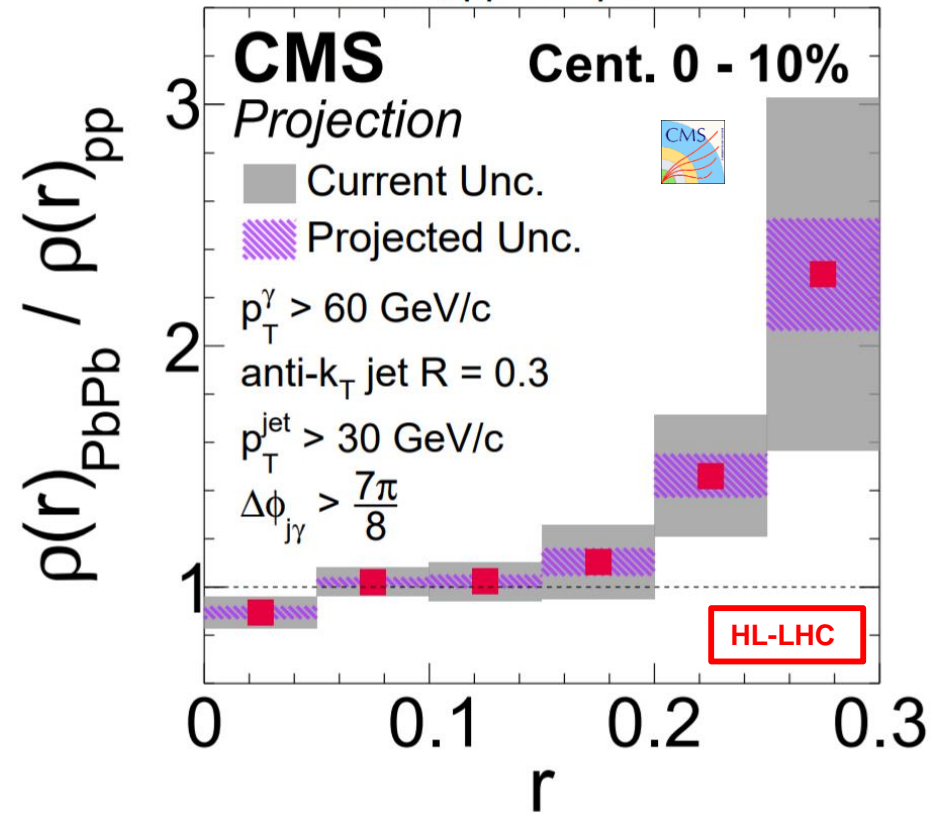 CMS
Cent. 0 - 10%
Projection
CMS
Current Unc.
Projected Unc.
p_T^γ > 60 GeV/c
anti-k_T jet R = 0.3
p_T^jet > 30 GeV/c
Δϕ_jγ > 7π/8
HL-LHC
ρ(r)_PbPb / ρ(r)_pp
3
2
1
0 0.1 0.2 0.3
r